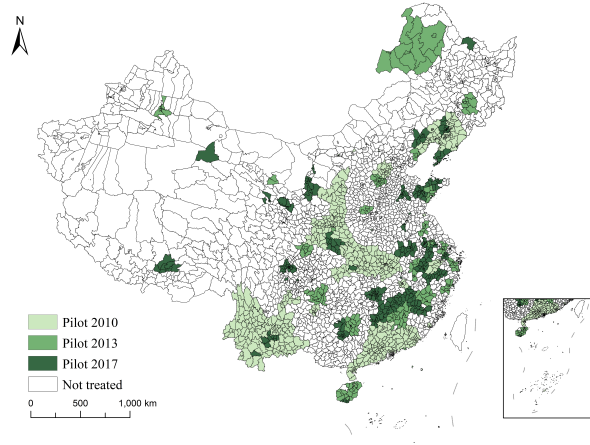 N
Pilot 2010
Pilot 2013
Pilot 2017
Not treated
0 500 1,000 km